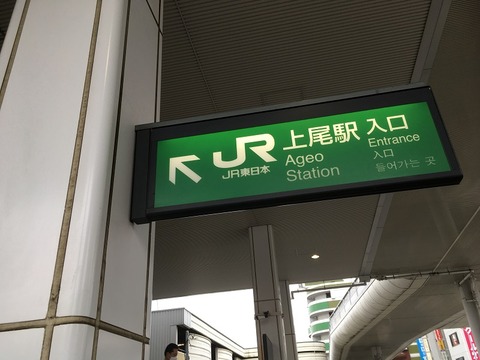 JR 上尾駅 入口
JR東日本 Ageo Station Entrance
入口
들어가는 곳